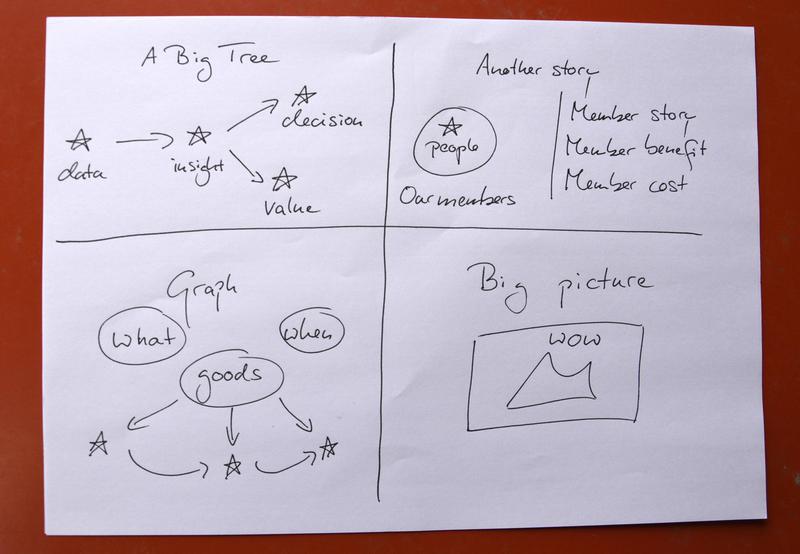 A Big Tree
data
insight
decision
value
Another story
people
Our members
Member story
Member benefit
Member cost
Graph
what
when
goods
Big picture
wow